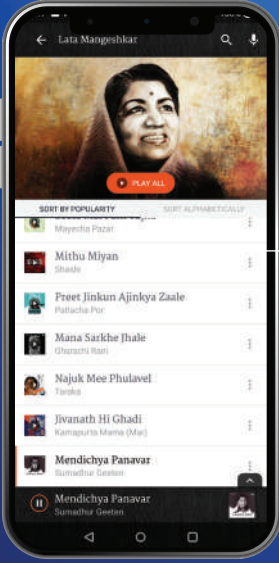 Lata Mangeshkar
PLAY ALL
SORT BY POPULARITY
SORT ALPHABETICALLY
Mayecha Pazar
Mithu Miyan
Shashi
Preet Jinkun Ajinkya Zaale
Patlacha Por
Mana Sarkhe Jhale
Gharachi Rani
Najuk Mee Phulavel
Taraka
Jivanath Hi Ghadi
Kamapurta Mama (Mar)
Mendichya Panavar
Sumadhur Geeten
Mendichya Panavar
Sumadhur Geeten